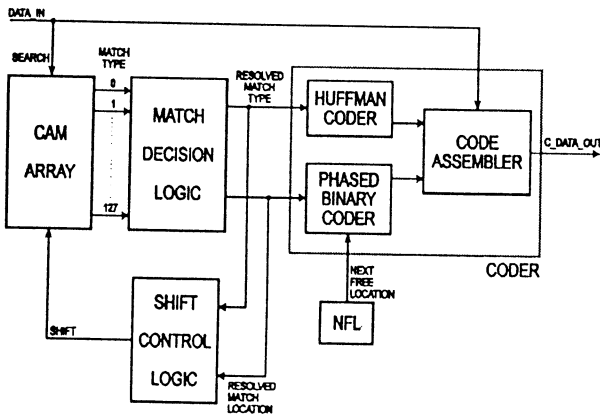 DATA_IN
SEARCH
MATCH
TYPE
0
1
127
CAM
ARRAY
MATCH
DECISION
LOGIC
RESOLVED
MATCH
TYPE
HUFFMAN
CODER
PHASED
BINARY
CODER
CODE
ASSEMBLER
C_DATA_OUT
CODER
NEXT
FREE
LOCATION
NFL
SHIFT
SHIFT
CONTROL
LOGIC
RESOLVED
MATCH
LOCATION